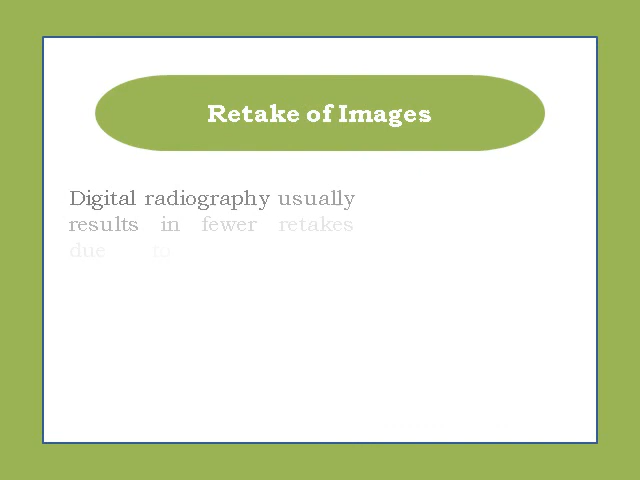 Retake of Images
Digital radiography usually
results in fewer retakes
due to